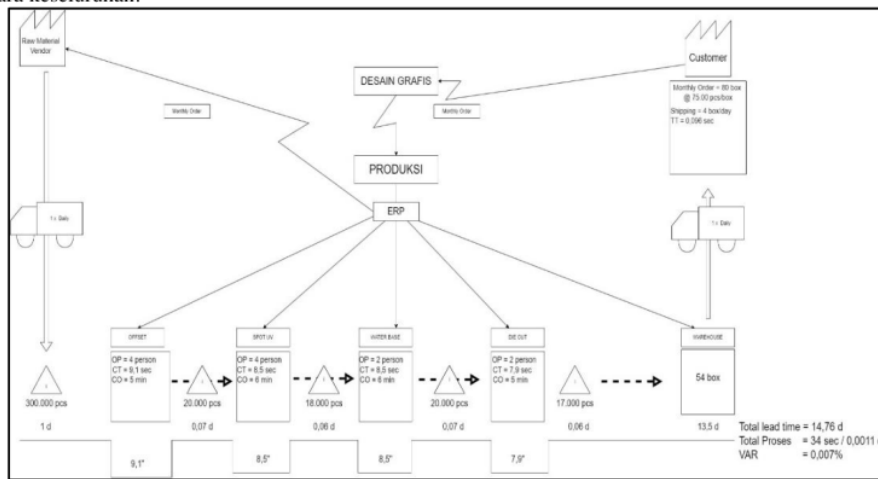 Raw Material
Vendor
Customer
DESAIN GRAFIS
Monthly Order
Monthly Order
Monthly Order = 80 box
@ 75.00 pcs/box
Shipping = 4 box/day
TT = 0,096 sec
PRODUKSI
ERP
1 x Daily
1 x Daily
OFFSET
SPOT UV
WATER BASE
DIE CUT
WAREHOUSE
OP = 4 person
CT = 9,1 sec
CO = 5 min
OP = 4 person
CT = 8,5 sec
CO = 6 min
OP = 2 person
CT = 8,5 sec
CO = 6 min
OP = 2 person
CT = 7,9 sec
CO = 5 min
54 box
300.000 pcs
20.000 pcs
18.000 pcs
20.000 pcs
17.000 pcs
1 d
0,07 d
0,06 d
0,07 d
0,06 d
13,5 d
Total lead time = 14,76 d
Total Proses = 34 sec / 0,0011
VAR = 0,007%
9,1"
8,5"
8,5"
7,9"